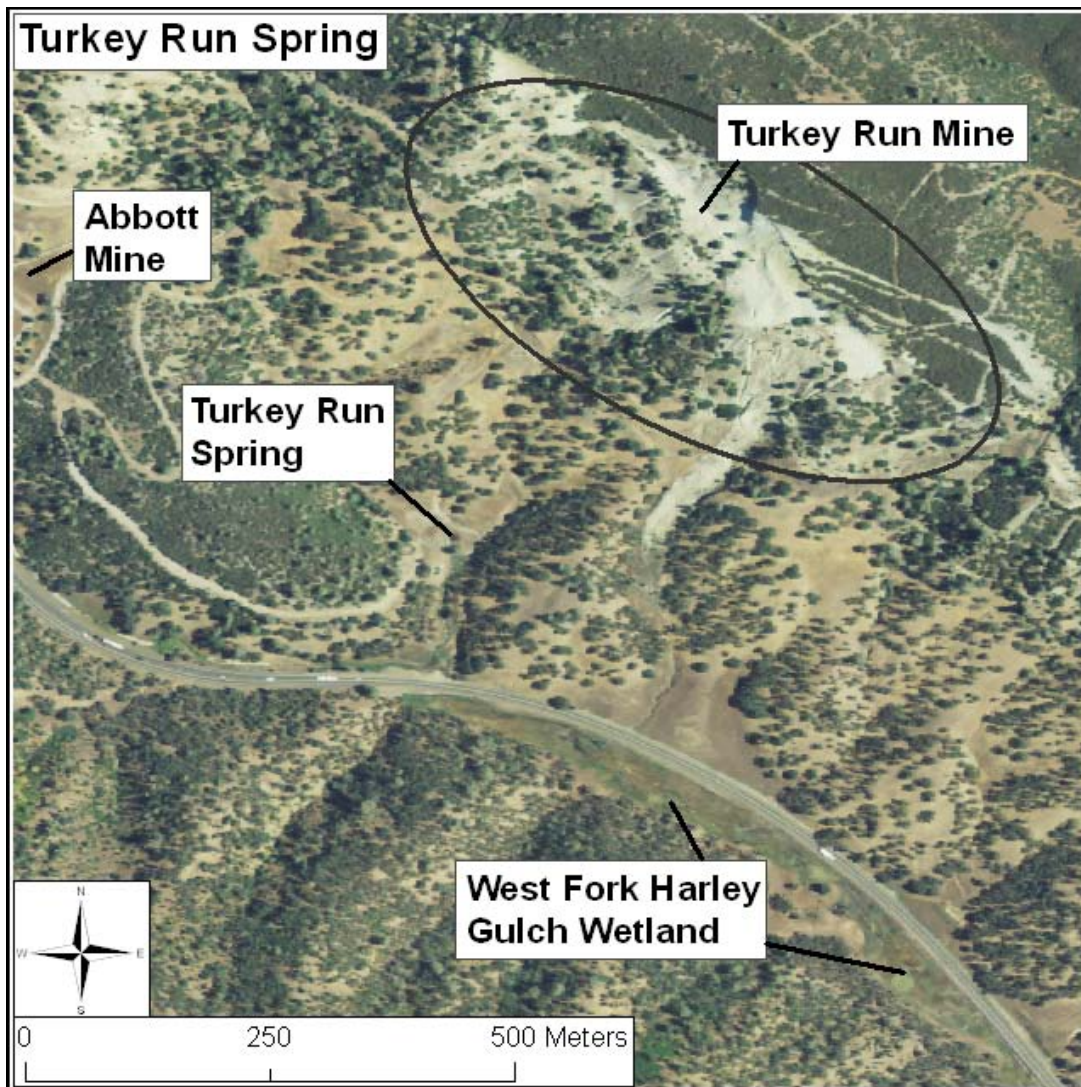 Turkey Run Spring
Turkey Run Mine
Abbott
Mine
Turkey Run
Spring
West Fork Harley
Gulch Wetland
N
W E
S
0 250 500 Meters